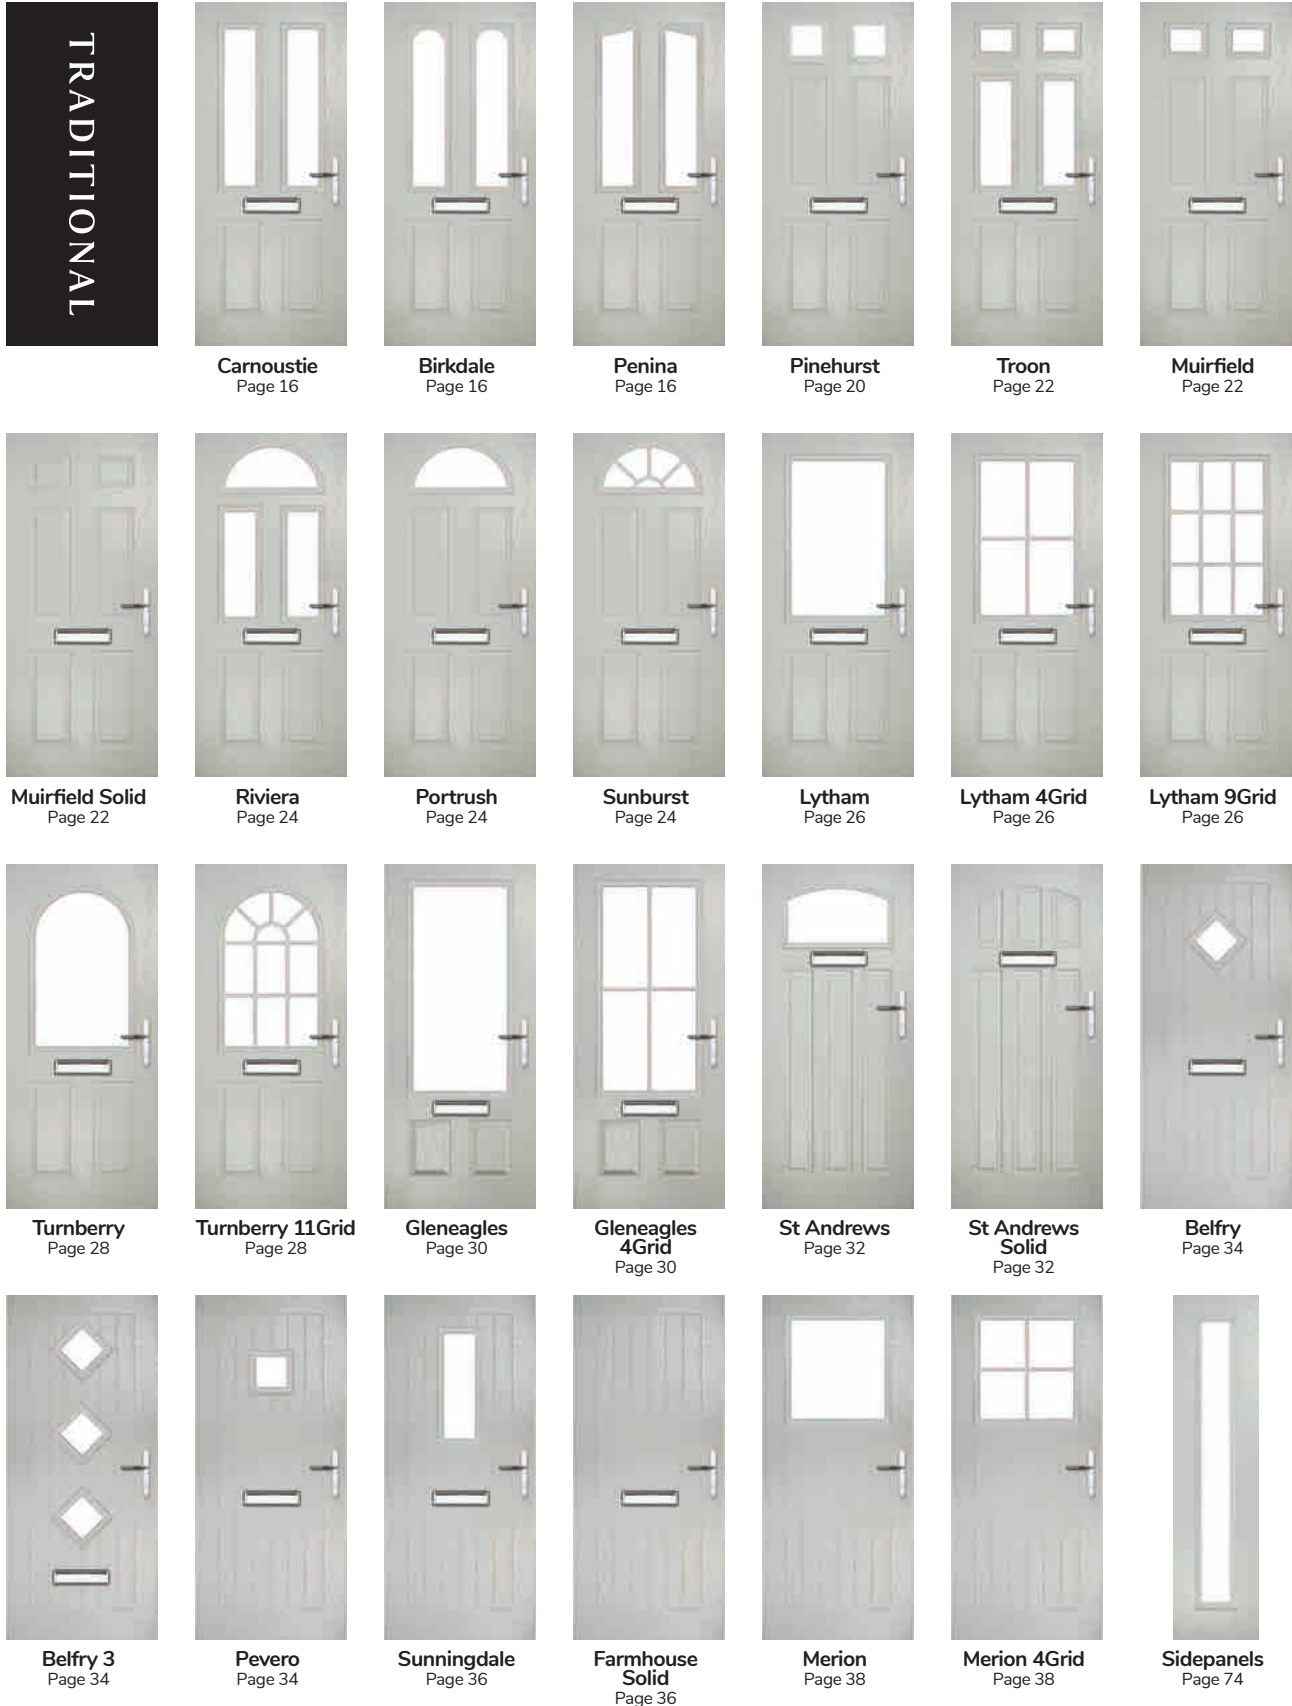 TRADITIONAL
Carnoustie
Page 16
Birkdale
Page 16
Penina
Page 16
Pinehurst
Page 20
Troon
Page 22
Muirfield
Page 22
Muirfield Solid
Page 22
Riviera
Page 24
Portrush
Page 24
Sunburst
Page 24
Lytham
Page 26
Lytham 4Grid
Page 26
Lytham 9Grid
Page 26
Turnberry
Page 28
Turnberry 11Grid
Page 28
Gleneagles
Page 30
Gleneagles
4Grid
Page 30
St Andrews
Page 32
St Andrews
Solid
Page 32
Belfry
Page 34
Belfry 3
Page 34
Pevero
Page 34
Sunningdale
Page 36
Farmhouse
Solid
Page 36
Merion
Page 38
Merion 4Grid
Page 38
Sidepanels
Page 74